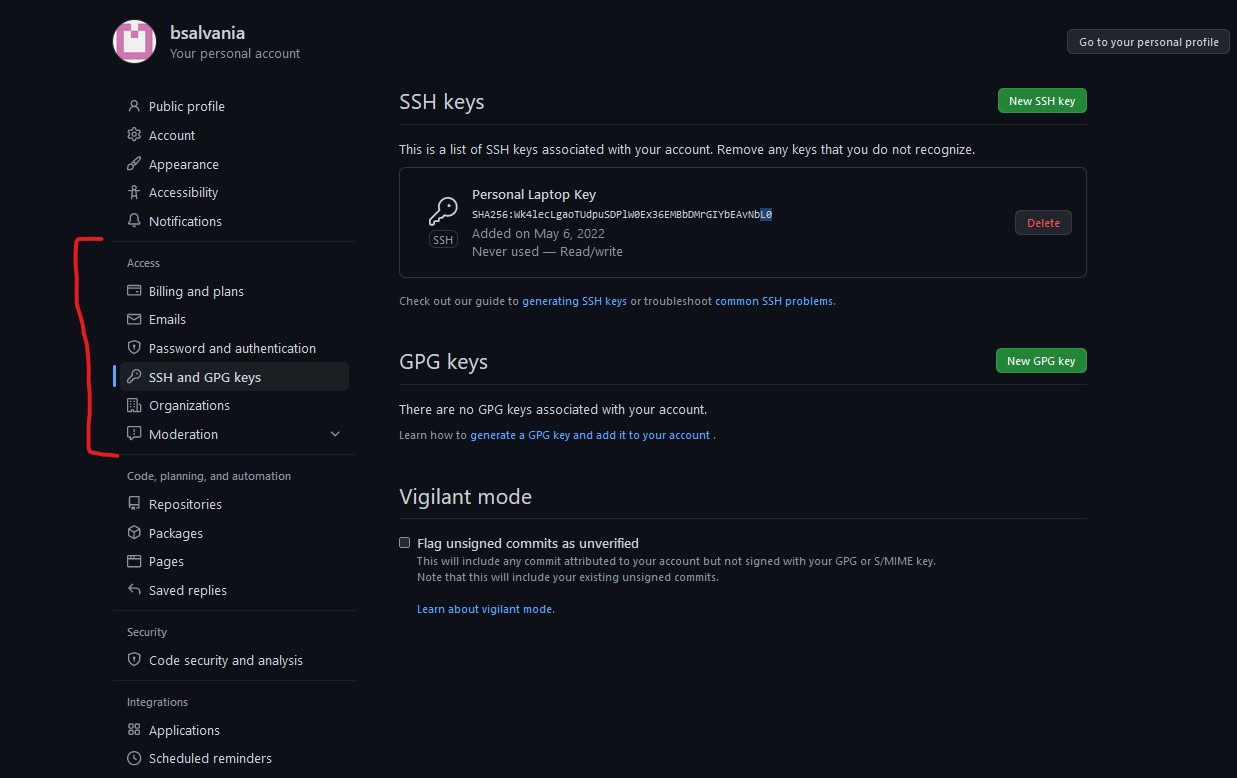 bsalvania
Your personal account
Go to your personal profile
Public profile
Account
Appearance
Accessibility
Notifications
Access
Billing and plans
Emails
Password and authentication
SSH and GPG keys
Organizations
Moderation
Code, planning, and automation
Repositories
Packages
Pages
Saved replies
Security
Code security and analysis
Integrations
Applications
Scheduled reminders
SSH keys
New SSH key
This is a list of SSH keys associated with your account. Remove any keys that you do not recognize.
Personal Laptop Key
SHA256:Wk4lecLgaoTUdpuSDPlW0Ex36EMBbDMrGIYbEAvNbL0
SSH
Added on May 6, 2022
Never used — Read/write
Delete
Check out our guide to generating SSH keys or troubleshoot common SSH problems.
GPG keys
New GPG key
There are no GPG keys associated with your account.
Learn how to generate a GPG key and add it to your account .
Vigilant mode
Flag unsigned commits as unverified
This will include any commit attributed to your account but not signed with your GPG or S/MIME key.
Note that this will include your existing unsigned commits.
Learn about vigilant mode.